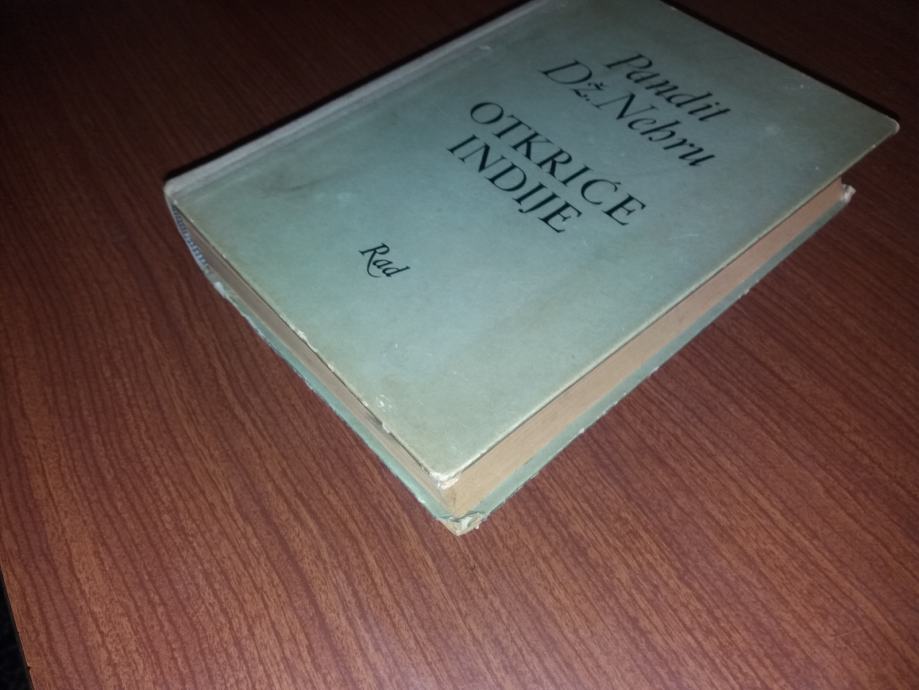 Pandit
Dž. Nehru
OTKRIĆE
INDIJE
Rad